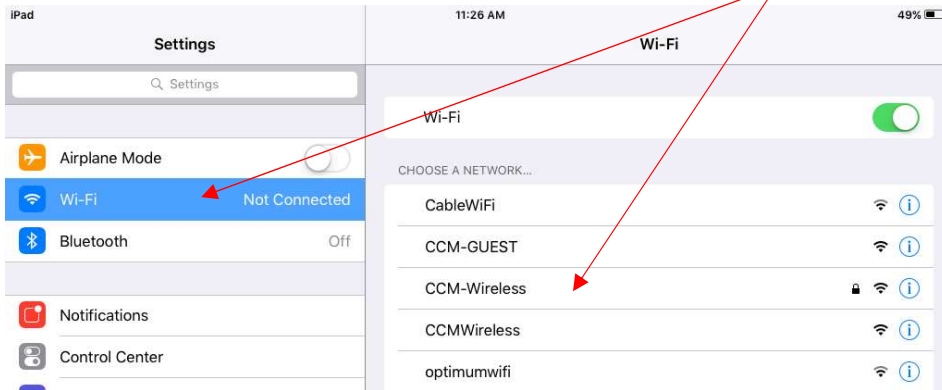 iPad 11:26 AM 49%
Settings
Wi-Fi
Settings
Wi-Fi
Airplane Mode
CHOOSE A NETWORK...
Wi-Fi Not Connected
CableWiFi
Bluetooth Off
CCM-GUEST
CCM-Wireless
Notifications
CCMWireless
Control Center
optimumwifi